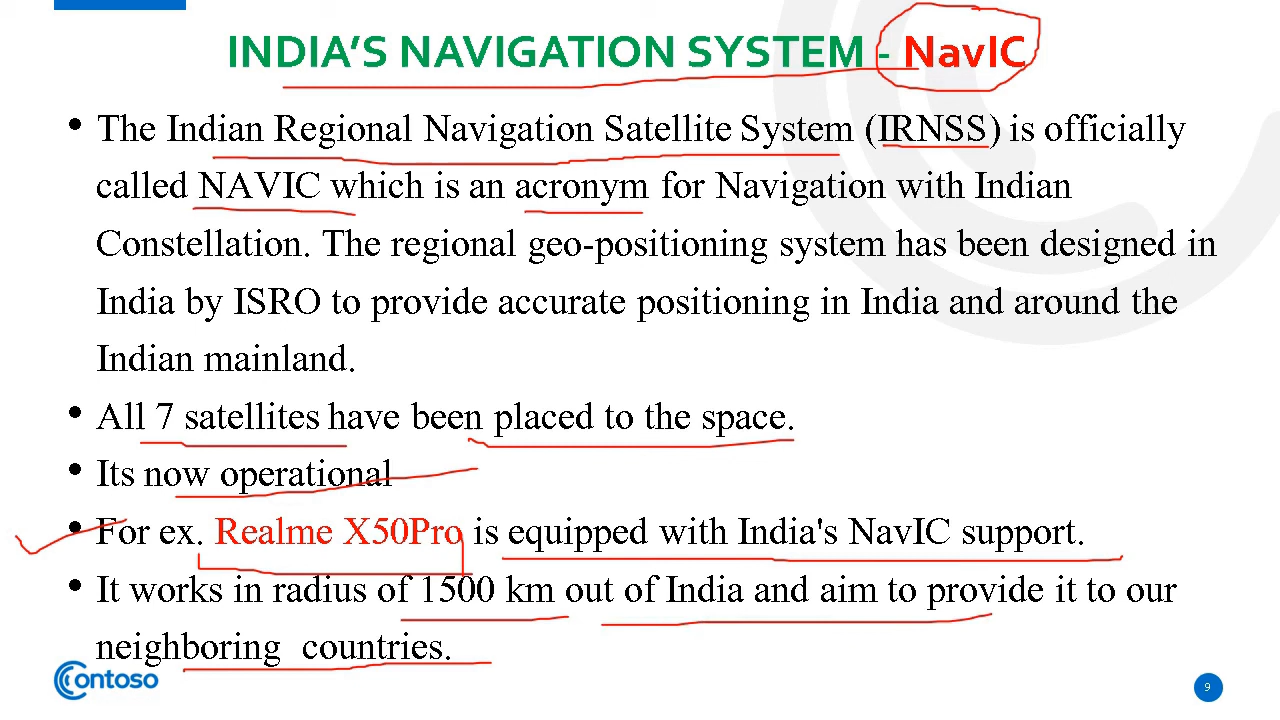 INDIA'S NAVIGATION SYSTEM - NavIC
• The Indian Regional Navigation Satellite System (IRNSS) is officially
called NAVIC which is an acronym for Navigation with Indian
Constellation. The regional geo-positioning system has been designed in
India by ISRO to provide accurate positioning in India and around the
Indian mainland.
• All 7 satellites have been placed to the space.
• Its now operational
• For ex. Realme X50Pro is equipped with India's NavIC support.
• It works in radius of 1500 km out of India and aim to provide it to our
neighboring countries.
Contoso
9